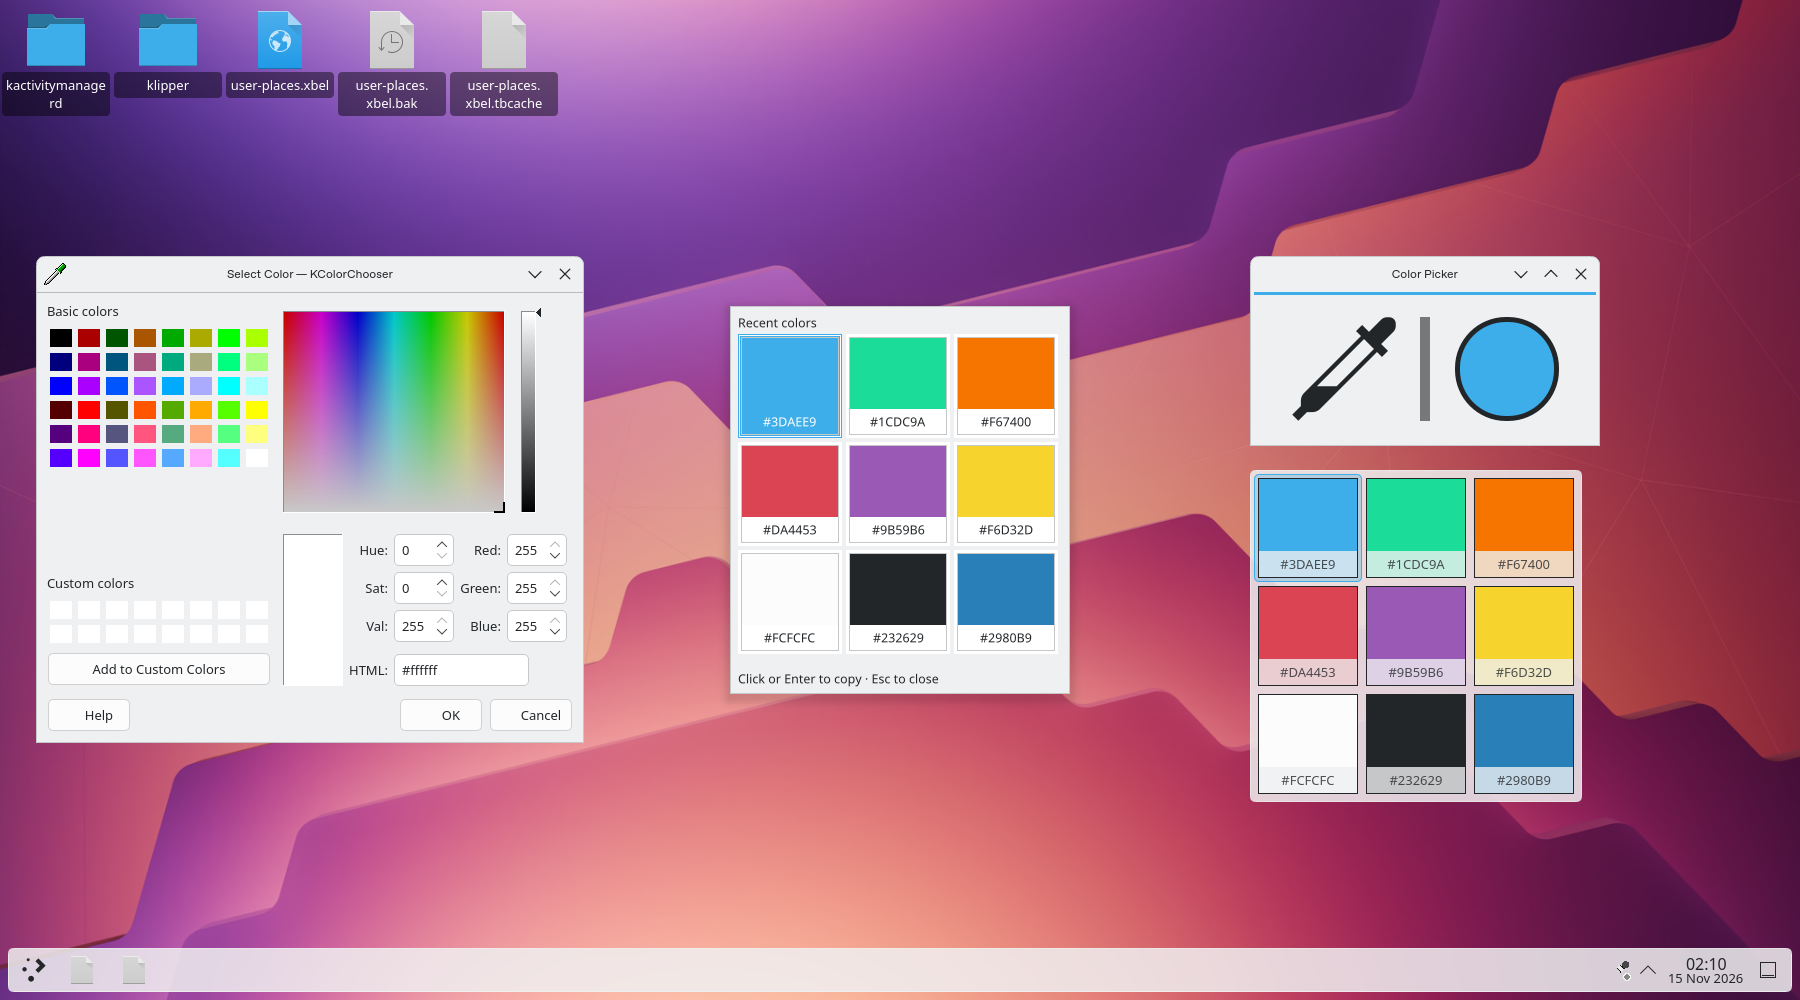 kactivitymanage
rd
klipper
user-places.xbel
user-places.
xbel.bak
user-places.
xbel.tbcache
Select Color — KColorChooser
Basic colors
Custom colors
Add to Custom Colors
Hue: 0
Red: 255
Sat: 0
Green: 255
Val: 255
Blue: 255
HTML: #ffffff
Help
OK
Cancel
Recent colors
#3DAEE9
#1CDC9A
#F67400
#DA4453
#9B59B6
#F6D32D
#FCFCFC
#232629
#2980B9
Click or Enter to copy · Esc to close
Color Picker
#3DAEE9
#1CDC9A
#F67400
#DA4453
#9B59B6
#F6D32D
#FCFCFC
#232629
#2980B9
02:10
15 Nov 2026